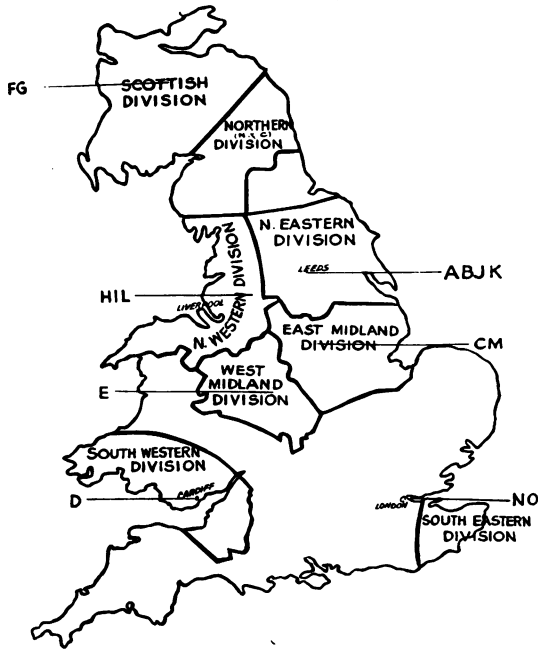 FG
SCOTTISH
DIVISION
NORTHERN
(N. & C)
DIVISION
N. EASTERN
DIVISION
LEEDS
ABJK
N. WESTERN DIVISION
HIL
LIVERPOOL
EAST MIDLAND
DIVISION
CM
WEST
MIDLAND
DIVISION
E
SOUTH WESTERN
DIVISION
CARDIFF
D
LONDON
NO
SOUTH EASTERN
DIVISION